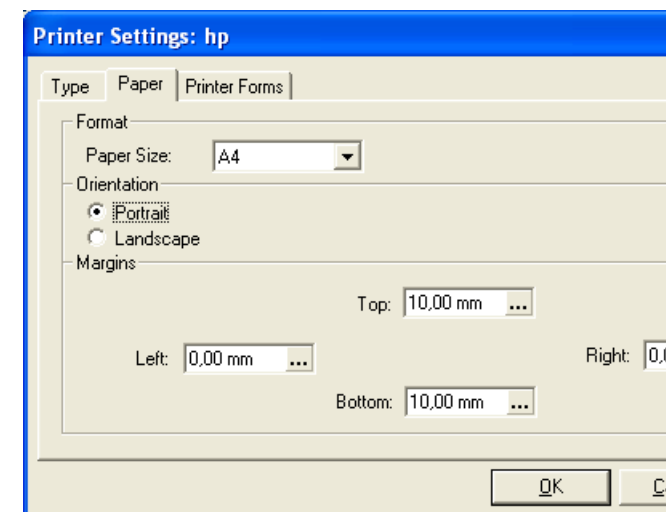 Printer Settings: hp
Type Paper Printer Forms
Format
Paper Size: A4
Orientation
Portrait
Landscape
Margins
Top: 10,00 mm ...
Left: 0,00 mm ... Right:
Bottom: 10,00 mm ...
OK